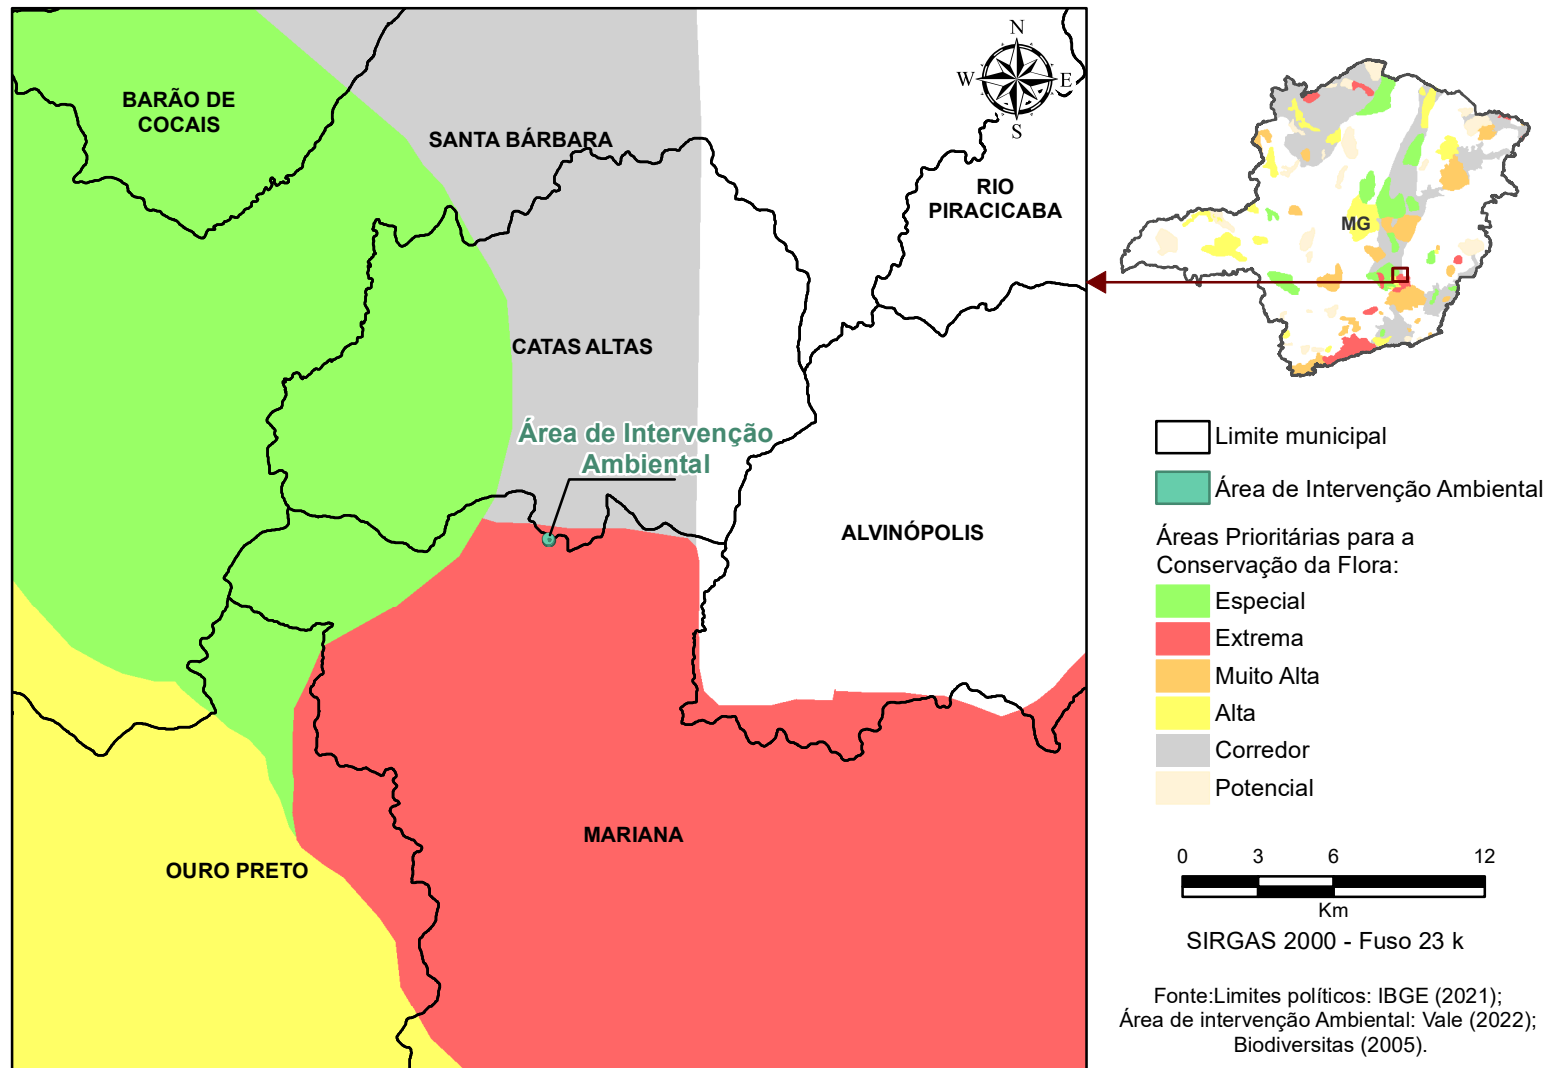 BARÃO DE
COCAIS
SANTA BÁRBARA
N
W
E
S
RIO
PIRACICABA
CATAS ALTAS
Área de Intervenção
Ambiental
ALVINÓPOLIS
MARIANA
OURO PRETO
MG
Limite municipal
Área de Intervenção Ambiental
Áreas Prioritárias para a
Conservação da Flora:
Especial
Extrema
Muito Alta
Alta
Corredor
Potencial
0 3 6 12
Km
SIRGAS 2000 - Fuso 23 k
Fonte:Limites políticos: IBGE (2021);
Área de intervenção Ambiental: Vale (2022);
Biodiversitas (2005).